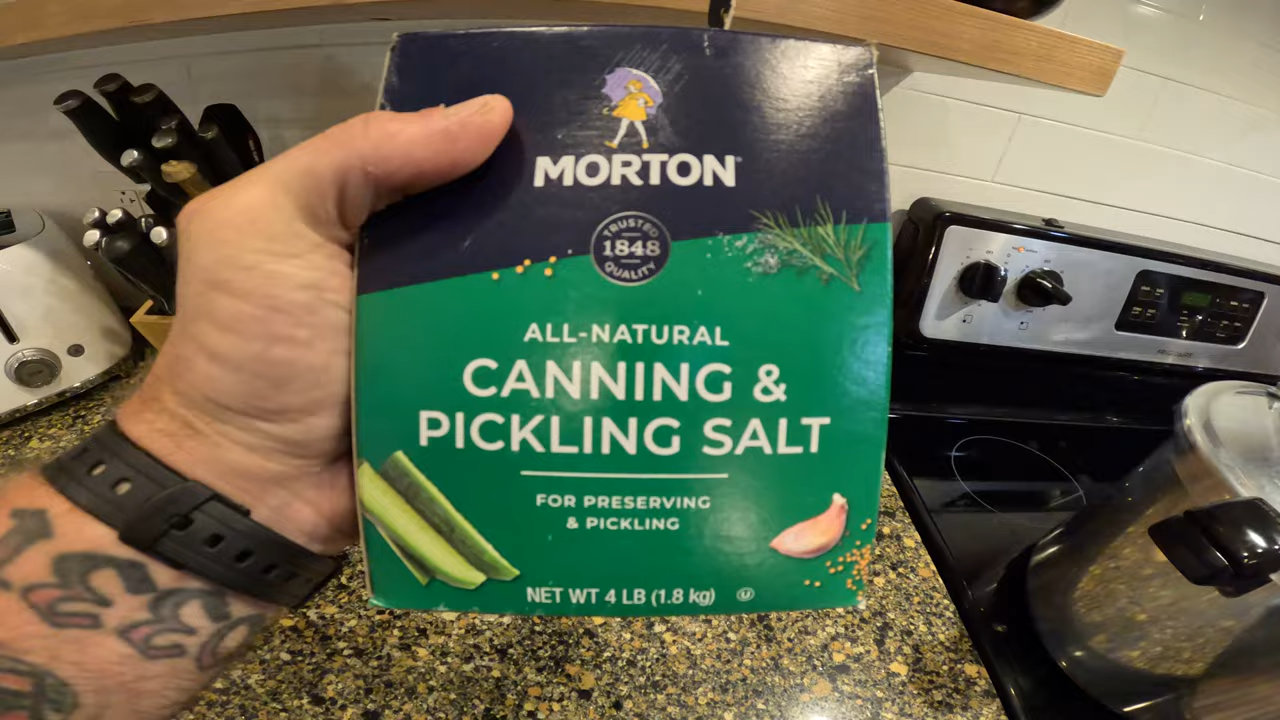 MORTON
TRUSTED
1848
QUALITY
ALL-NATURAL
CANNING &
PICKLING SALT
FOR PRESERVING
& PICKLING
NET WT 4 LB (1.8 kg) U